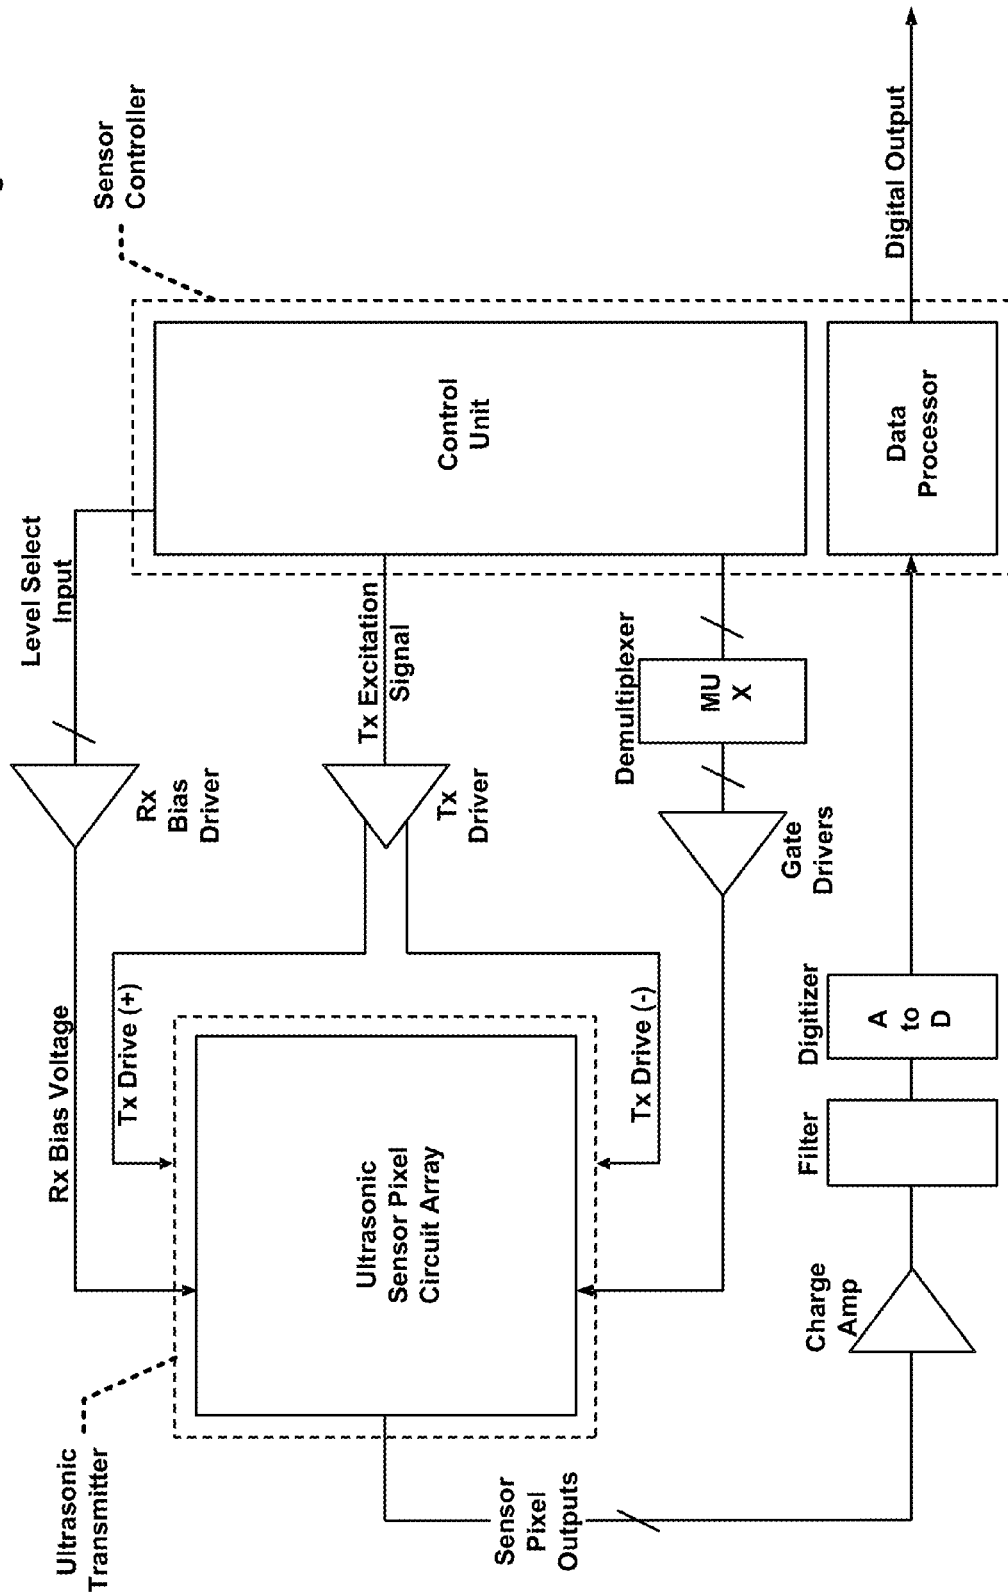 Ultrasonic
Transmitter
Rx Bias Voltage
Rx
Bias
Driver
Level Select
Input
Sensor
Controller
Tx Drive (+)
Ultrasonic
Sensor Pixel
Circuit Array
Tx Drive (-)
Tx
Driver
Tx Excitation
Signal
Control
Unit
Gate
Drivers
Demultiplexer
MU
X
Sensor
Pixel
Outputs
Charge
Amp
Filter
Digitizer
A
to
D
Data
Processor
Digital Output